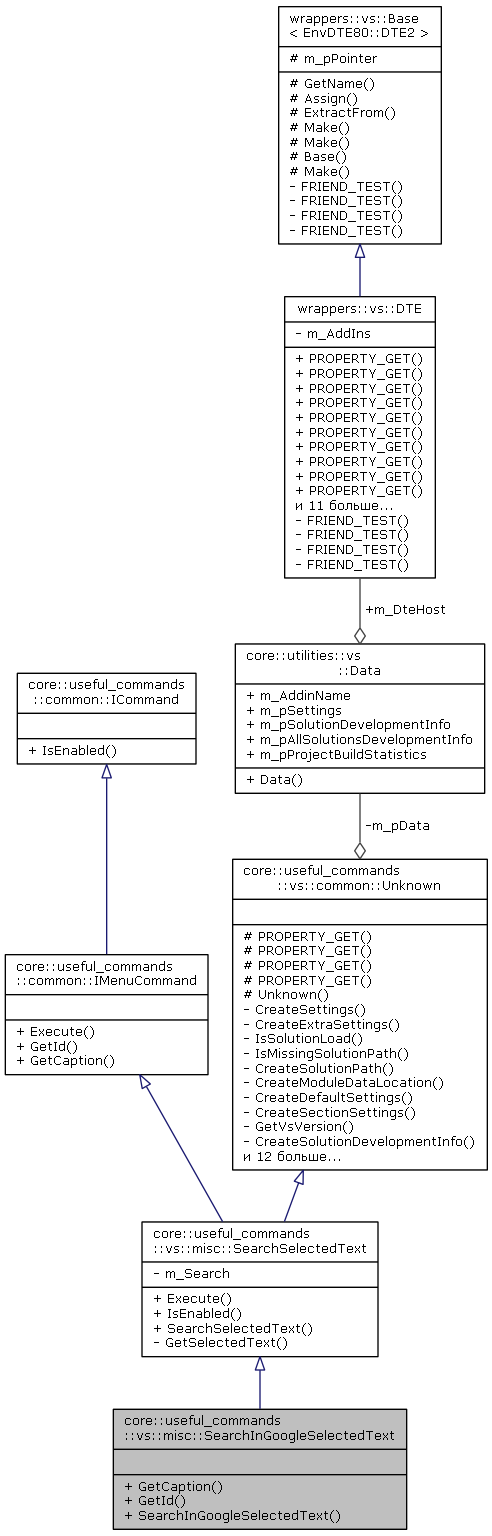 wrappers::vs::Base
< EnvDTE80::DTE2 >
# m_pPointer
# GetName()
# Assign()
# ExtractFrom()
# Make()
# Make()
# Base()
# Make()
- FRIEND_TEST()
- FRIEND_TEST()
- FRIEND_TEST()
- FRIEND_TEST()
wrappers::vs::DTE
- m_AddIns
+ PROPERTY_GET()
+ PROPERTY_GET()
+ PROPERTY_GET()
+ PROPERTY_GET()
+ PROPERTY_GET()
+ PROPERTY_GET()
+ PROPERTY_GET()
+ PROPERTY_GET()
+ PROPERTY_GET()
+ PROPERTY_GET()
и 11 больше...
- FRIEND_TEST()
- FRIEND_TEST()
- FRIEND_TEST()
- FRIEND_TEST()
+m_DteHost
core::utilities::vs
::Data
+ m_AddinName
+ m_pSettings
+ m_pSolutionDevelopmentInfo
+ m_pAllSolutionsDevelopmentInfo
+ m_pProjectBuildStatistics
+ Data()
core::useful_commands
::common::ICommand
+ IsEnabled()
-m_pData
core::useful_commands
::vs::common::Unknown
# PROPERTY_GET()
# PROPERTY_GET()
# PROPERTY_GET()
# PROPERTY_GET()
# Unknown()
- CreateSettings()
- CreateExtraSettings()
- IsSolutionLoad()
- IsMissingSolutionPath()
- CreateSolutionPath()
- CreateModuleDataLocation()
- CreateDefaultSettings()
- CreateSectionSettings()
- GetVsVersion()
- CreateSolutionDevelopmentInfo()
и 12 больше...
core::useful_commands
::common::IMenuCommand
+ Execute()
+ GetId()
+ GetCaption()
core::useful_commands
::vs::misc::SearchSelectedText
- m_Search
+ Execute()
+ IsEnabled()
+ SearchSelectedText()
- GetSelectedText()
core::useful_commands
::vs::misc::SearchInGoogleSelectedText
+ GetCaption()
+ GetId()
+ SearchInGoogleSelectedText()